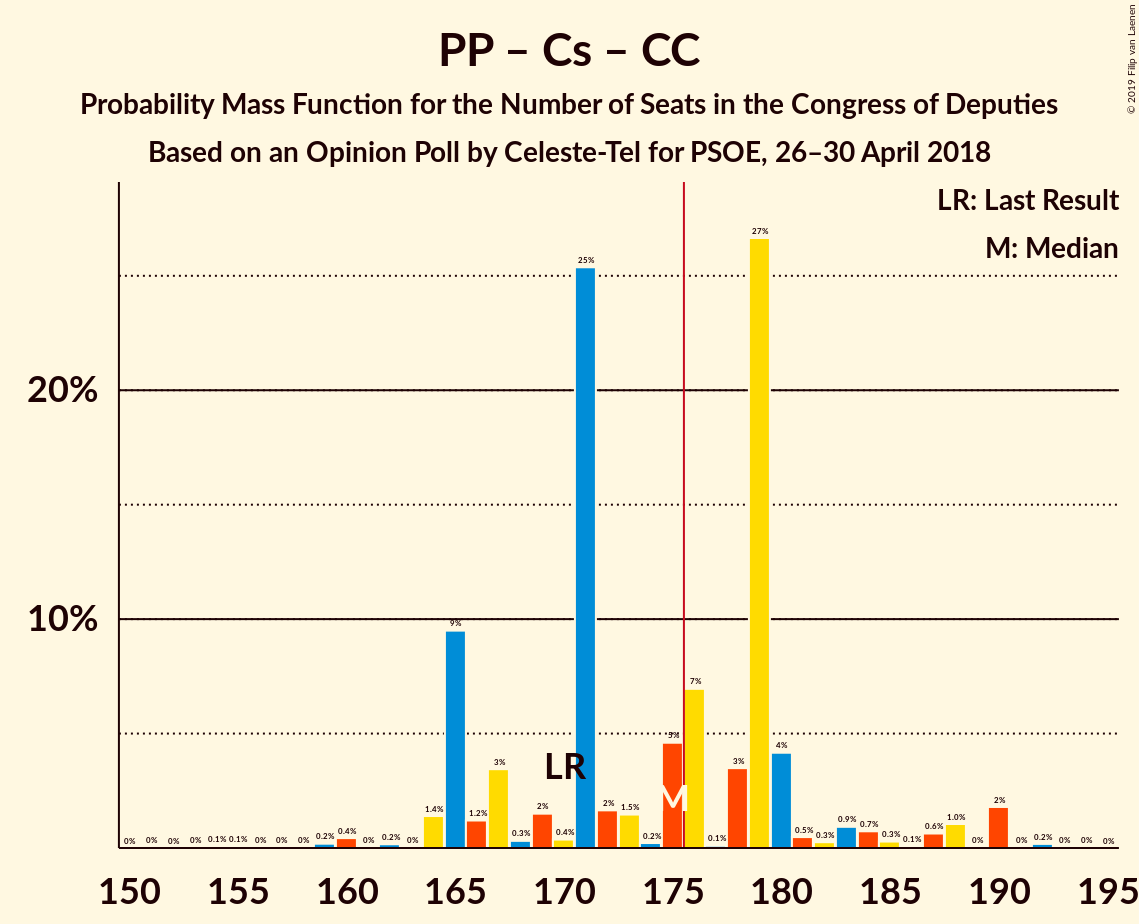 PP – Cs – CC
Probability Mass Function for the Number of Seats in the Congress of Deputies
Based on an Opinion Poll by Celeste-Tel for PSOE, 26–30 April 2018
© 2019 Filip van Laenen
LR: Last Result
M: Median
20%
10%
0% 0% 0% 0% 0.1% 0.1% 0% 0% 0% 0.2% 0.4% 0% 0.2% 0% 1.4% 9% 1.2% 3% 0.3% 2% 0.4% 25% 2% 1.5% 0.2% 5% 7% 0.1% 3% 27% 4% 0.5% 0.3% 0.9% 0.7% 0.3% 0.1% 0.6% 1.0% 0% 2% 0% 0.2% 0% 0% 0%
LR
M
150 155 160 165 170 175 180 185 190 195